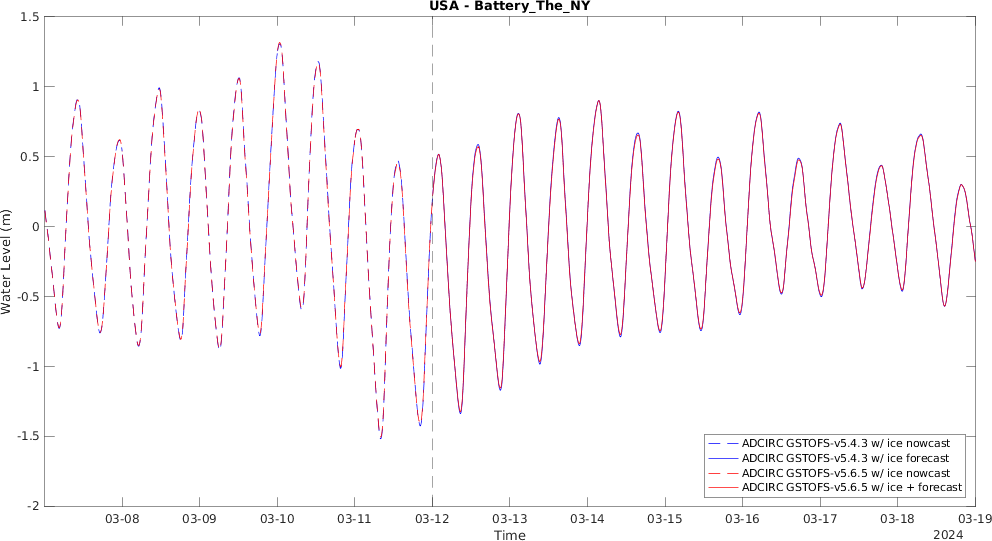 USA - Battery_The_NY
1.5
1
0.5
0
-0.5
-1
-1.5
-2
Water Level (m)
03-08 03-09 03-10 03-11 03-12 03-13 03-14 03-15 03-16 03-17 03-18 03-19
Time
2024
ADCIRC GSTOFS-v5.4.3 w/ ice nowcast
ADCIRC GSTOFS-v5.4.3 w/ ice forecast
ADCIRC GSTOFS-v5.6.5 w/ ice nowcast
ADCIRC GSTOFS-v5.6.5 w/ ice + forecast